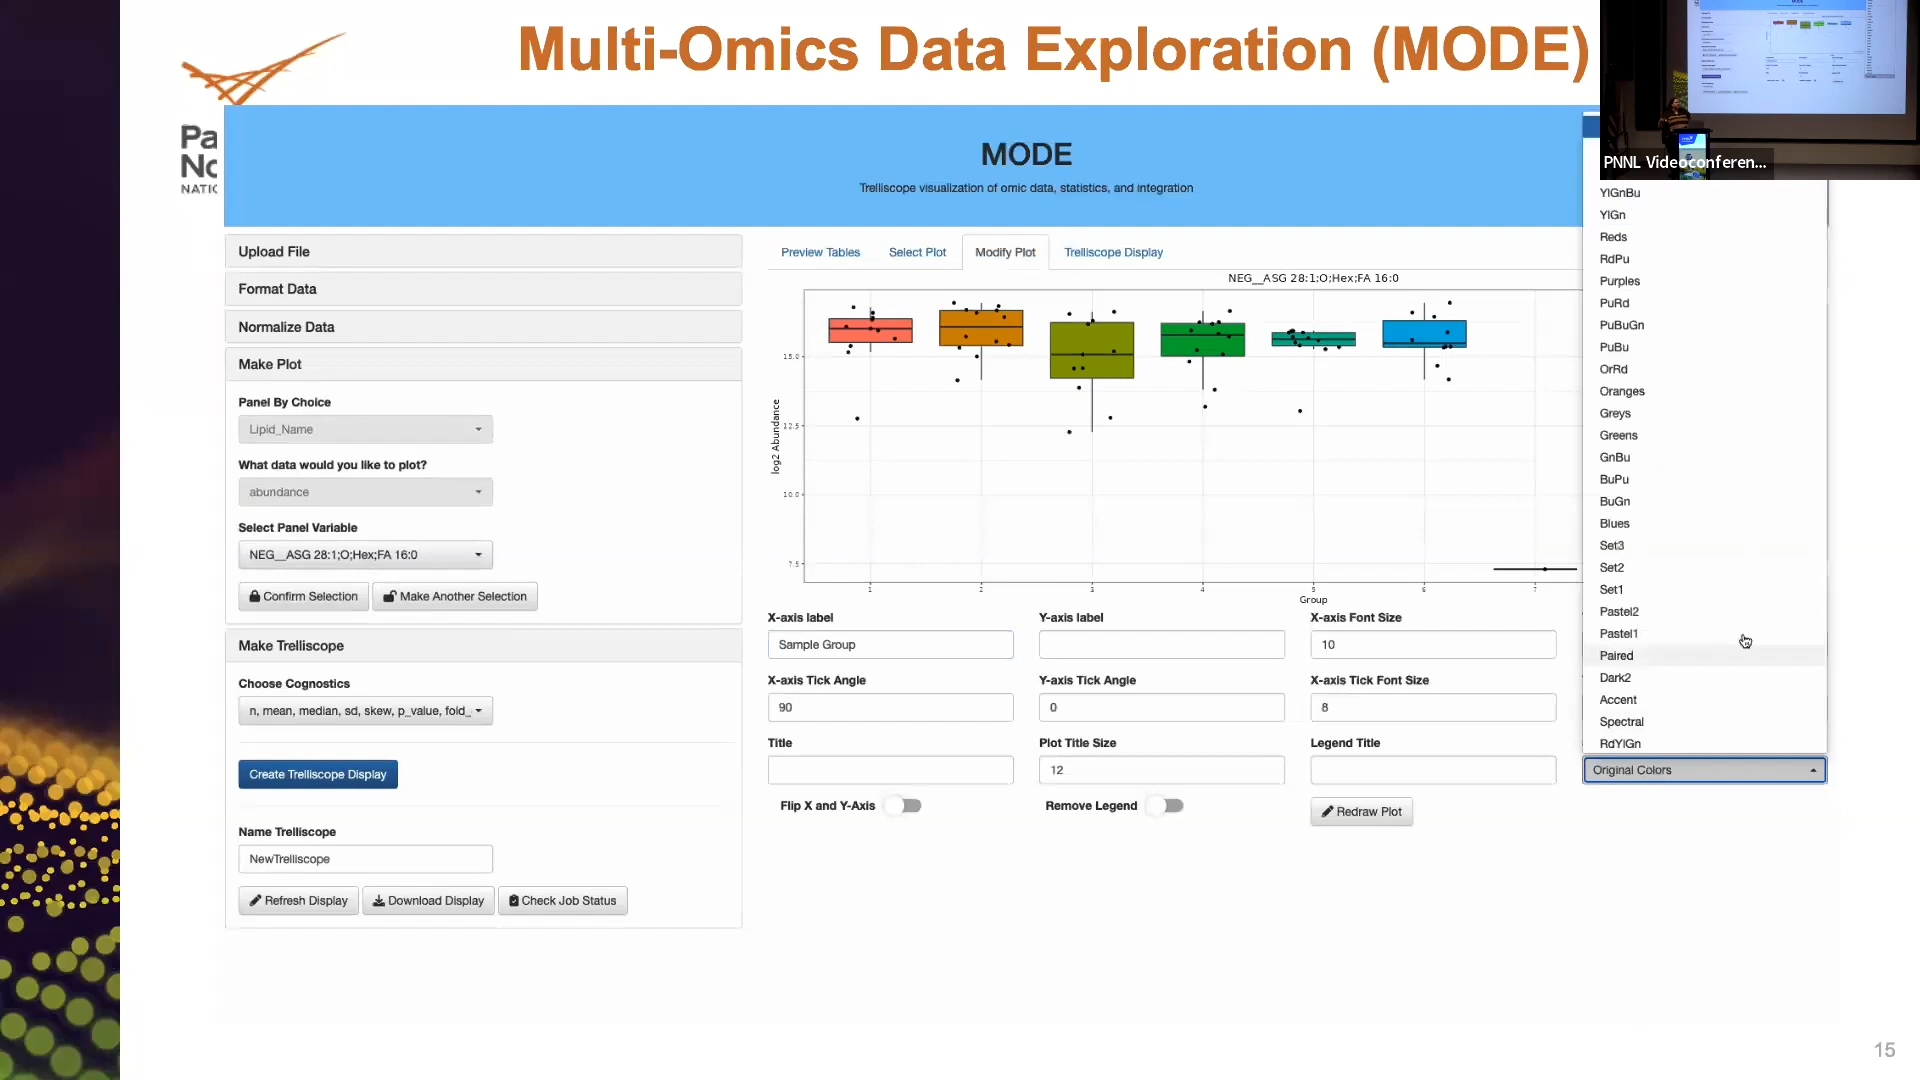 Multi-Omics Data Exploration (MODE)
Pa
No
NATIO
MODE
Trelliscope visualization of omic data, statistics, and integration
PNNL Videoconferen...
Upload File
Format Data
Normalize Data
Make Plot
Panel By Choice
Lipid_Name
What data would you like to plot?
abundance
Select Panel Variable
NEG__ASG 28:1;O;Hex;FA 16:0
Confirm Selection
Make Another Selection
Make Trelliscope
Choose Cognostics
n, mean, median, sd, skew, p_value, fold_
Create Trelliscope Display
Name Trelliscope
NewTrelliscope
Refresh Display
Download Display
Check Job Status
Preview Tables
Select Plot
Modify Plot
Trelliscope Display
NEG__ASG 28:1;O;Hex;FA 16:0
log2 Abundance
15.0
12.5
10.0
7.5
1 2 3 4 5 6 7
Group
X-axis label
Y-axis label
X-axis Font Size
Sample Group
10
X-axis Tick Angle
Y-axis Tick Angle
X-axis Tick Font Size
90
0
8
Title
Plot Title Size
Legend Title
12
Flip X and Y-Axis
Remove Legend
Redraw Plot
YlGnBu
YlGn
Reds
RdPu
Purples
PuRd
PuBuGn
PuBu
OrRd
Oranges
Greys
Greens
GnBu
BuPu
BuGn
Blues
Set3
Set2
Set1
Pastel2
Pastel1
Paired
Dark2
Accent
Spectral
RdYlGn
Original Colors
15